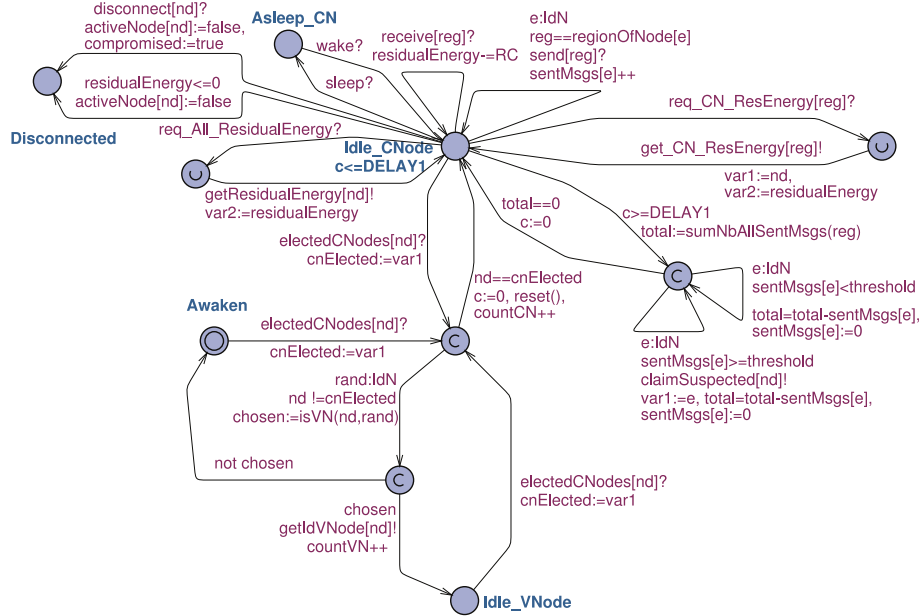 disconnect[nd]?
activeNode[nd]:=false,
compromised:=true
Asleep_CN
wake?
sleep?
receive[reg]?
residualEnergy-=RC
e:IdN
reg==regionOfNode[e]
send[reg]?
sentMsgs[e]++
residualEnergy<=0
activeNode[nd]:=false
Disconnected
req_All_ResidualEnergy?
Idle_CNode
c<=DELAY1
req_CN_ResEnergy[reg]?
get_CN_ResEnergy[reg]!
var1:=nd,
var2:=residualEnergy
getResidualEnergy[nd]!
var2:=residualEnergy
total==0
c:=0
c>=DELAY1
total:=sumNbAllSentMsgs(reg)
electedCNodes[nd]?
cnElected:=var1
nd==cnElected
c:=0, reset(),
countCN++
e:IdN
sentMsgs[e]<threshold
total=total-sentMsgs[e],
sentMsgs[e]:=0
Awaken
electedCNodes[nd]?
cnElected:=var1
C
C
e:IdN
sentMsgs[e]>=threshold
claimSuspected[nd]!
var1:=e, total=total-sentMsgs[e],
sentMsgs[e]:=0
rand:IdN
nd !=cnElected
chosen:=isVN(nd,rand)
not chosen
C
electedCNodes[nd]?
cnElected:=var1
chosen
getIdVNode[nd]!
countVN++
Idle_VNode